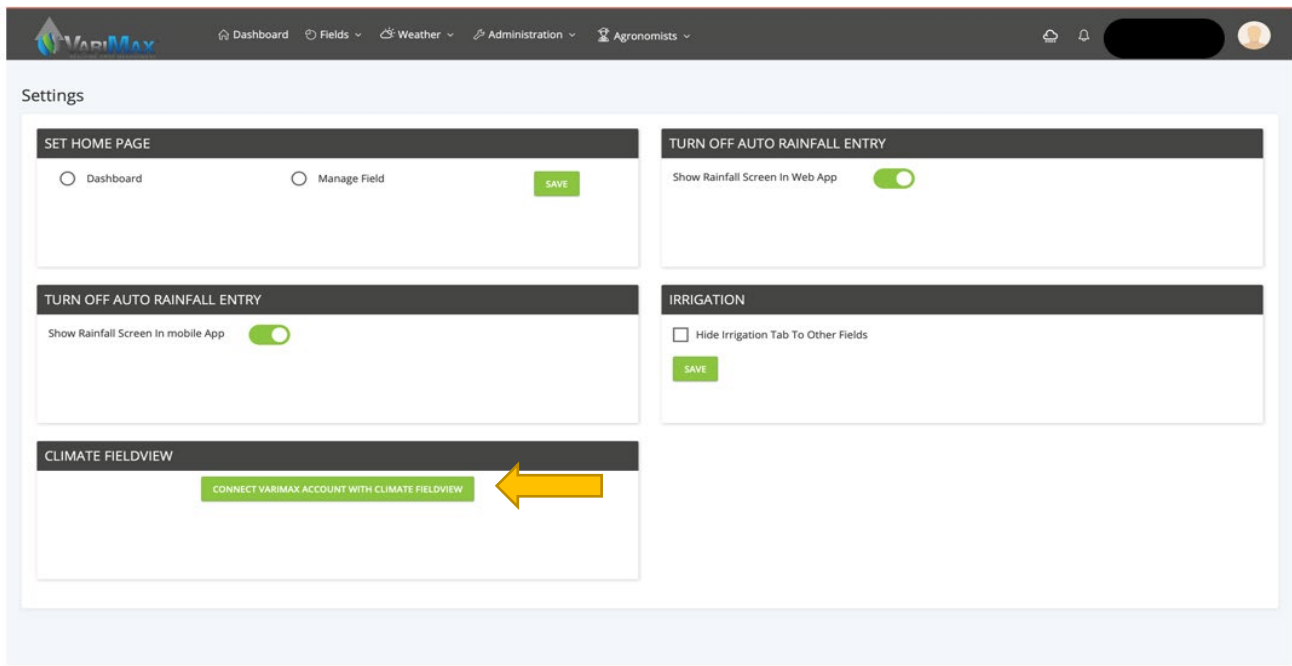 VARIMAX
Dashboard Fields Weather Administration Agronomists
Settings
SET HOME PAGE
Dashboard Manage Field SAVE
TURN OFF AUTO RAINFALL ENTRY
Show Rainfall Screen In Web App
TURN OFF AUTO RAINFALL ENTRY
Show Rainfall Screen In mobile App
IRRIGATION
Hide Irrigation Tab To Other Fields
SAVE
CLIMATE FIELDVIEW
CONNECT VARIMAX ACCOUNT WITH CLIMATE FIELDVIEW